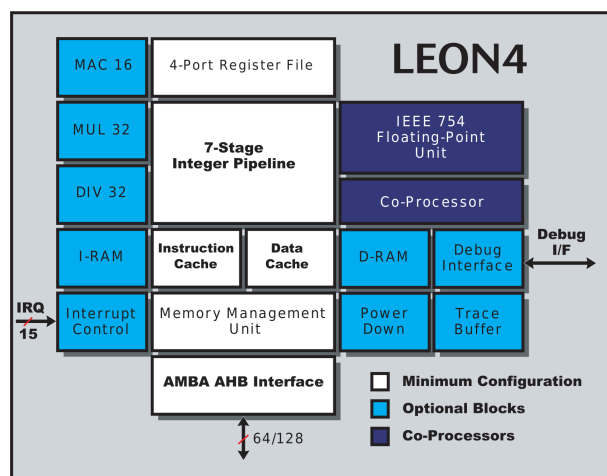 LEON4
MAC 16
4-Port Register File
MUL 32
7-Stage
Integer Pipeline
IEEE 754
Floating-Point
Unit
DIV 32
Co-Processor
I-RAM
Instruction
Cache
Data
Cache
D-RAM
Debug
Interface
Debug
I/F
IRQ
15
Interrupt
Control
Memory Management
Unit
Power
Down
Trace
Buffer
AMBA AHB Interface
64/128
Minimum Configuration
Optional Blocks
Co-Processors